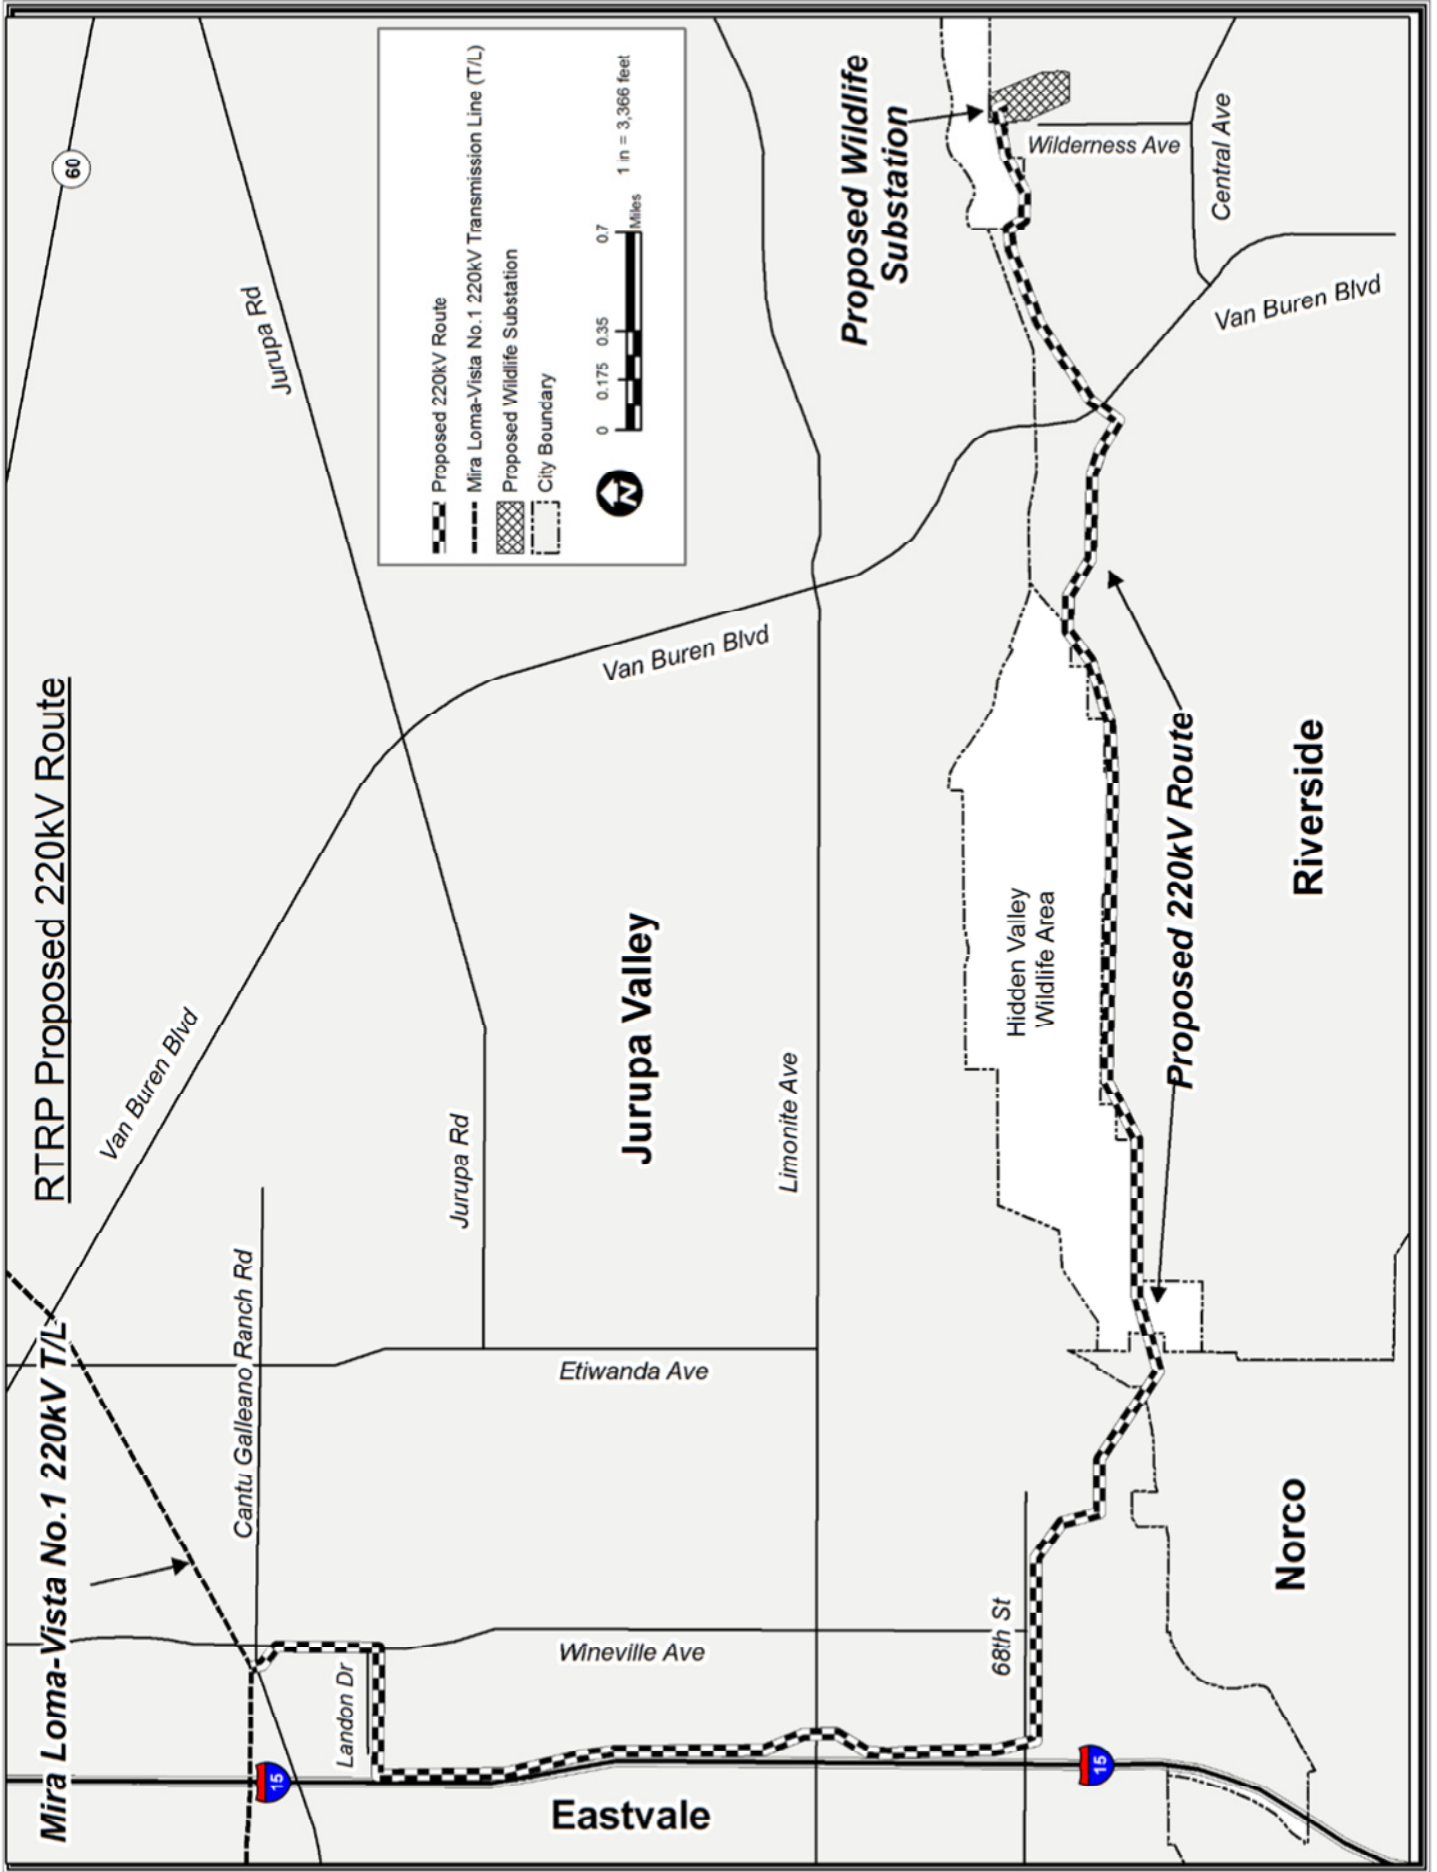 RTRP Proposed 220kV Route
60
Jurupa Rd
Proposed 220kV Route
Mira Loma-Vista No.1 220kV Transmission Line (T/L)
Proposed Wildlife Substation
City Boundary
N
0 0.175 0.35 0.7
Miles
1 in = 3,366 feet
Mira Loma-Vista No.1 220kV T/L
Van Buren Blvd
Cantu Galleano Ranch Rd
Jurupa Rd
Van Buren Blvd
15
Landon Dr
Wineville Ave
Etiwanda Ave
Jurupa Valley
Limonite Ave
Eastvale
68th St
Hidden Valley
Wildlife Area
Proposed Wildlife
Substation
Wilderness Ave
Central Ave
Van Buren Blvd
15
Proposed 220kV Route
Norco
Riverside